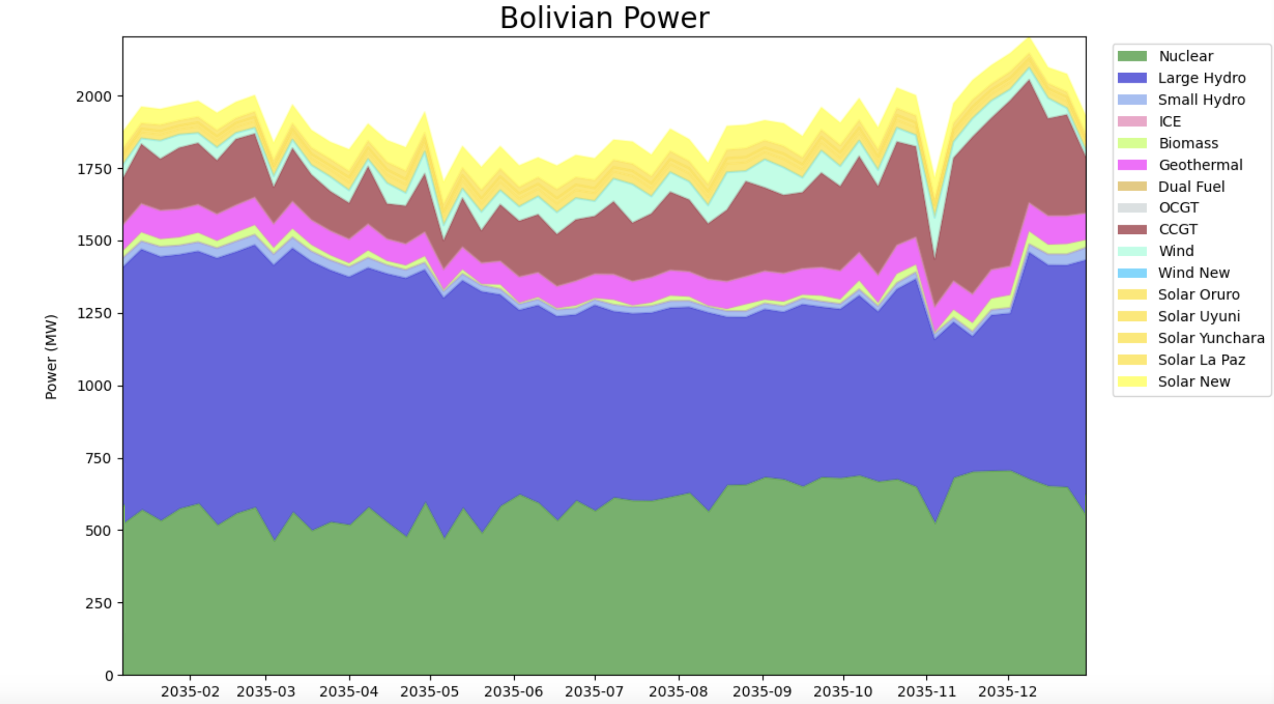 Bolivian Power
Power (MW)
2000
1750
1500
1250
1000
750
500
250
0
2035-02 2035-03 2035-04 2035-05 2035-06 2035-07 2035-08 2035-09 2035-10 2035-11 2035-12
Nuclear
Large Hydro
Small Hydro
ICE
Biomass
Geothermal
Dual Fuel
OCGT
CCGT
Wind
Wind New
Solar Oruro
Solar Uyuni
Solar Yunchara
Solar La Paz
Solar New